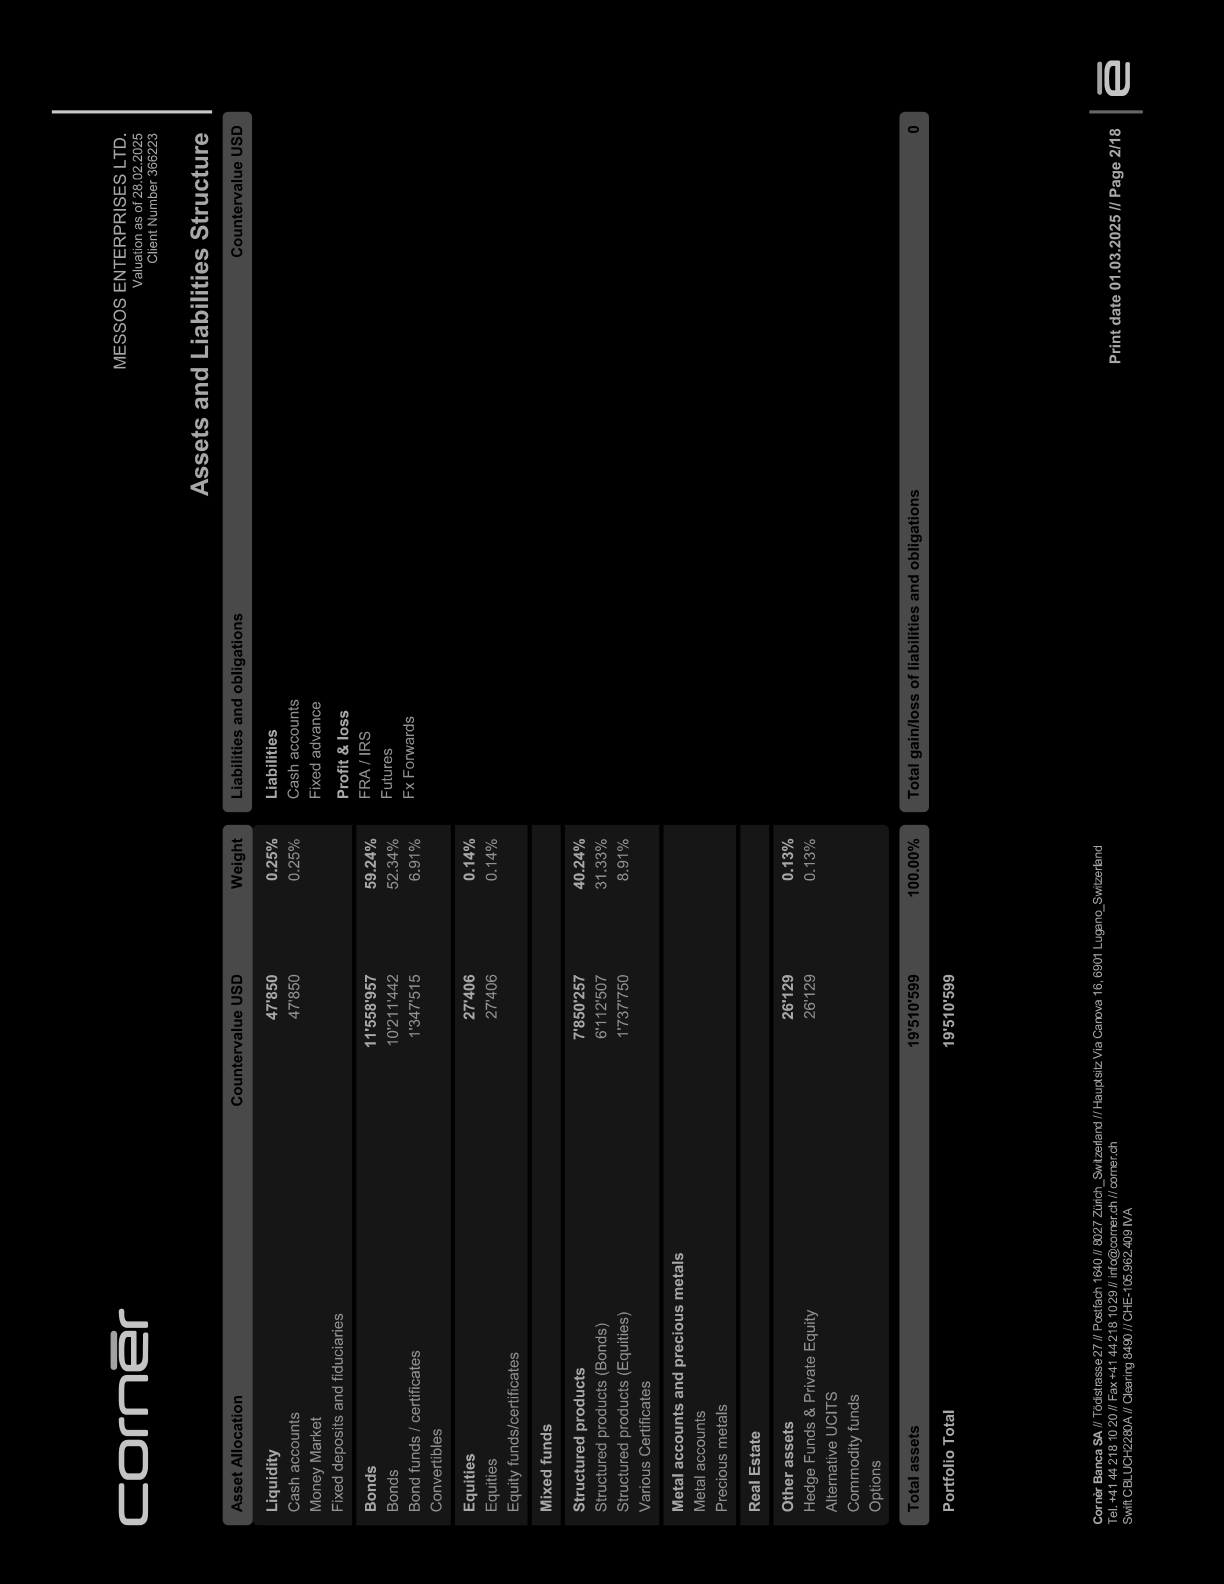 cornèr
MESSOS ENTERPRISES LTD.
Valuation as of 28.02.2025
Client Number 366223
Assets and Liabilities Structure
Asset Allocation Countervalue USD Weight
Liquidity 47'850 0.25%
Cash accounts 47'850 0.25%
Money Market
Fixed deposits and fiduciaries
Bonds 11'558'957 59.24%
Bonds 10'211'442 52.34%
Bond funds / certificates 1'347'515 6.91%
Convertibles
Equities 27'406 0.14%
Equities 27'406 0.14%
Equity funds/certificates
Mixed funds
Structured products 7'850'257 40.24%
Structured products (Bonds) 6'112'507 31.33%
Structured products (Equities) 1'737'750 8.91%
Various Certificates
Metal accounts and precious metals
Metal accounts
Precious metals
Real Estate
Other assets 26'129 0.13%
Hedge Funds & Private Equity 26'129 0.13%
Alternative UCITS
Commodity funds
Options
Total assets 19'510'599 100.00%
Portfolio Total 19'510'599
Liabilities and obligations Countervalue USD
Liabilities
Cash accounts
Fixed advance
Profit & loss
FRA / IRS
Futures
Fx Forwards
Total gain/loss of liabilities and obligations 0
Cornèr Banca SA // Tödistrasse 27 // Postfach 1640 // 8027 Zürich_Switzerland // Hauptsitz Via Canova 16, 6901 Lugano_Switzerland
Tel. +41 44 218 10 20 // Fax +41 44 218 10 29 // info@corner.ch // corner.ch
Swift CBLUCH2280A // Clearing 8490 // CHE-105.962.409 IVA
Print date 01.03.2025 // Page 2/18